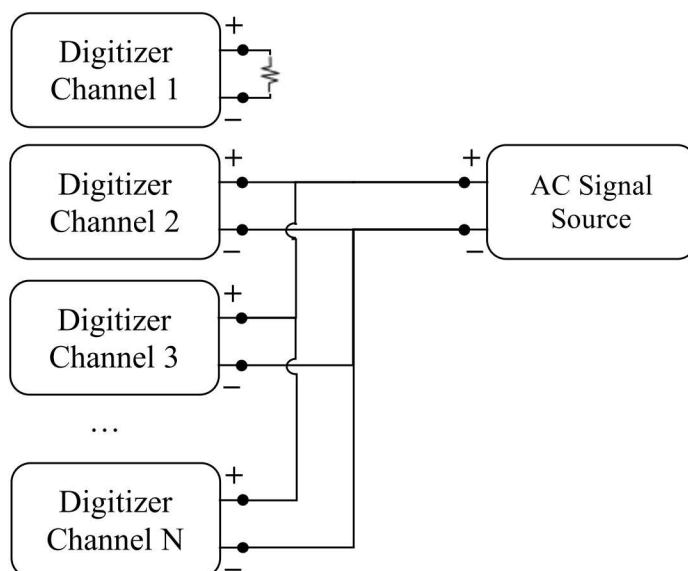 Digitizer
Channel 1
+
−
Digitizer
Channel 2
+
−
+
−
AC Signal
Source
Digitizer
Channel 3
+
−
...
Digitizer
Channel N
+
−